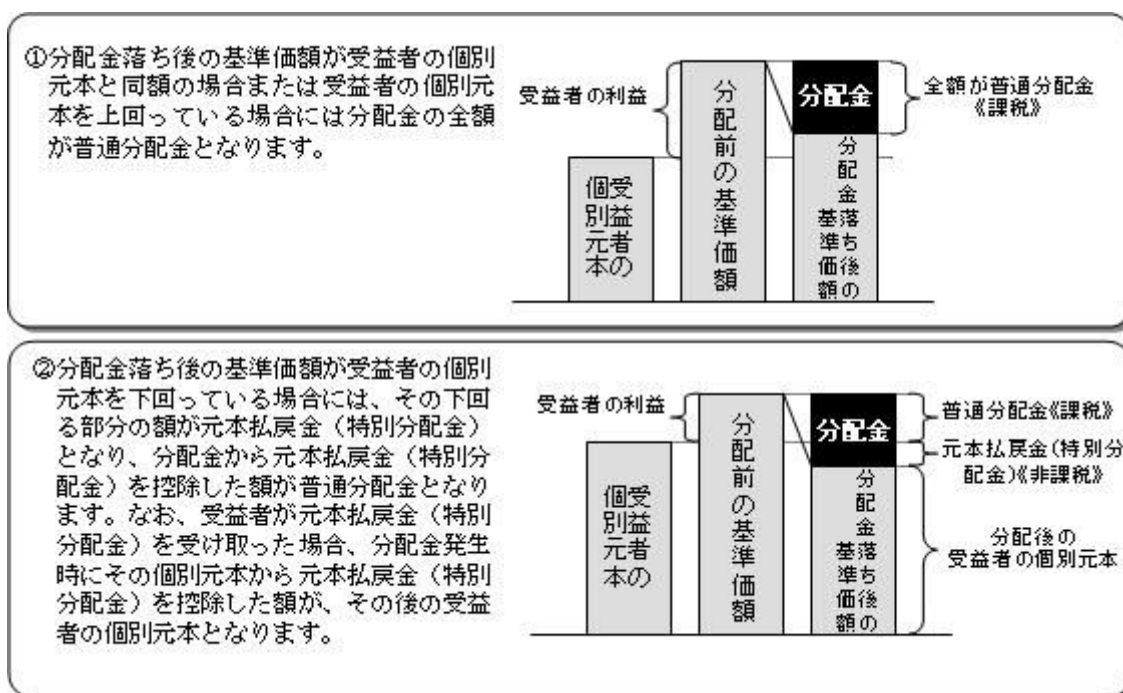 ①分配金落ち後の基準価額が受益者の個別
元本と同額の場合または受益者の個別元
本を上回っている場合には分配金の全額
が普通分配金となります。
受益者の利益
受益者の
個別元本
分配前の基準価額
分配金
分配金落ち後の
基準価額
全額が普通分配金
《課税》
②分配金落ち後の基準価額が受益者の個別
元本を下回っている場合には、その下回
る部分の額が元本払戻金（特別分配金）
となり、分配金から元本払戻金（特別分
配金）を控除した額が普通分配金となり
ます。なお、受益者が元本払戻金（特別
分配金）を受け取った場合、分配金発生
時にその個別元本から元本払戻金（特別
分配金）を控除した額が、その後の受益
者の個別元本となります。
受益者の利益
受益者の
個別元本
分配前の基準価額
分配金
分配金落ち後の
基準価額
普通分配金《課税》
元本払戻金(特別分
配金)《非課税》
分配後の
受益者の個別元本